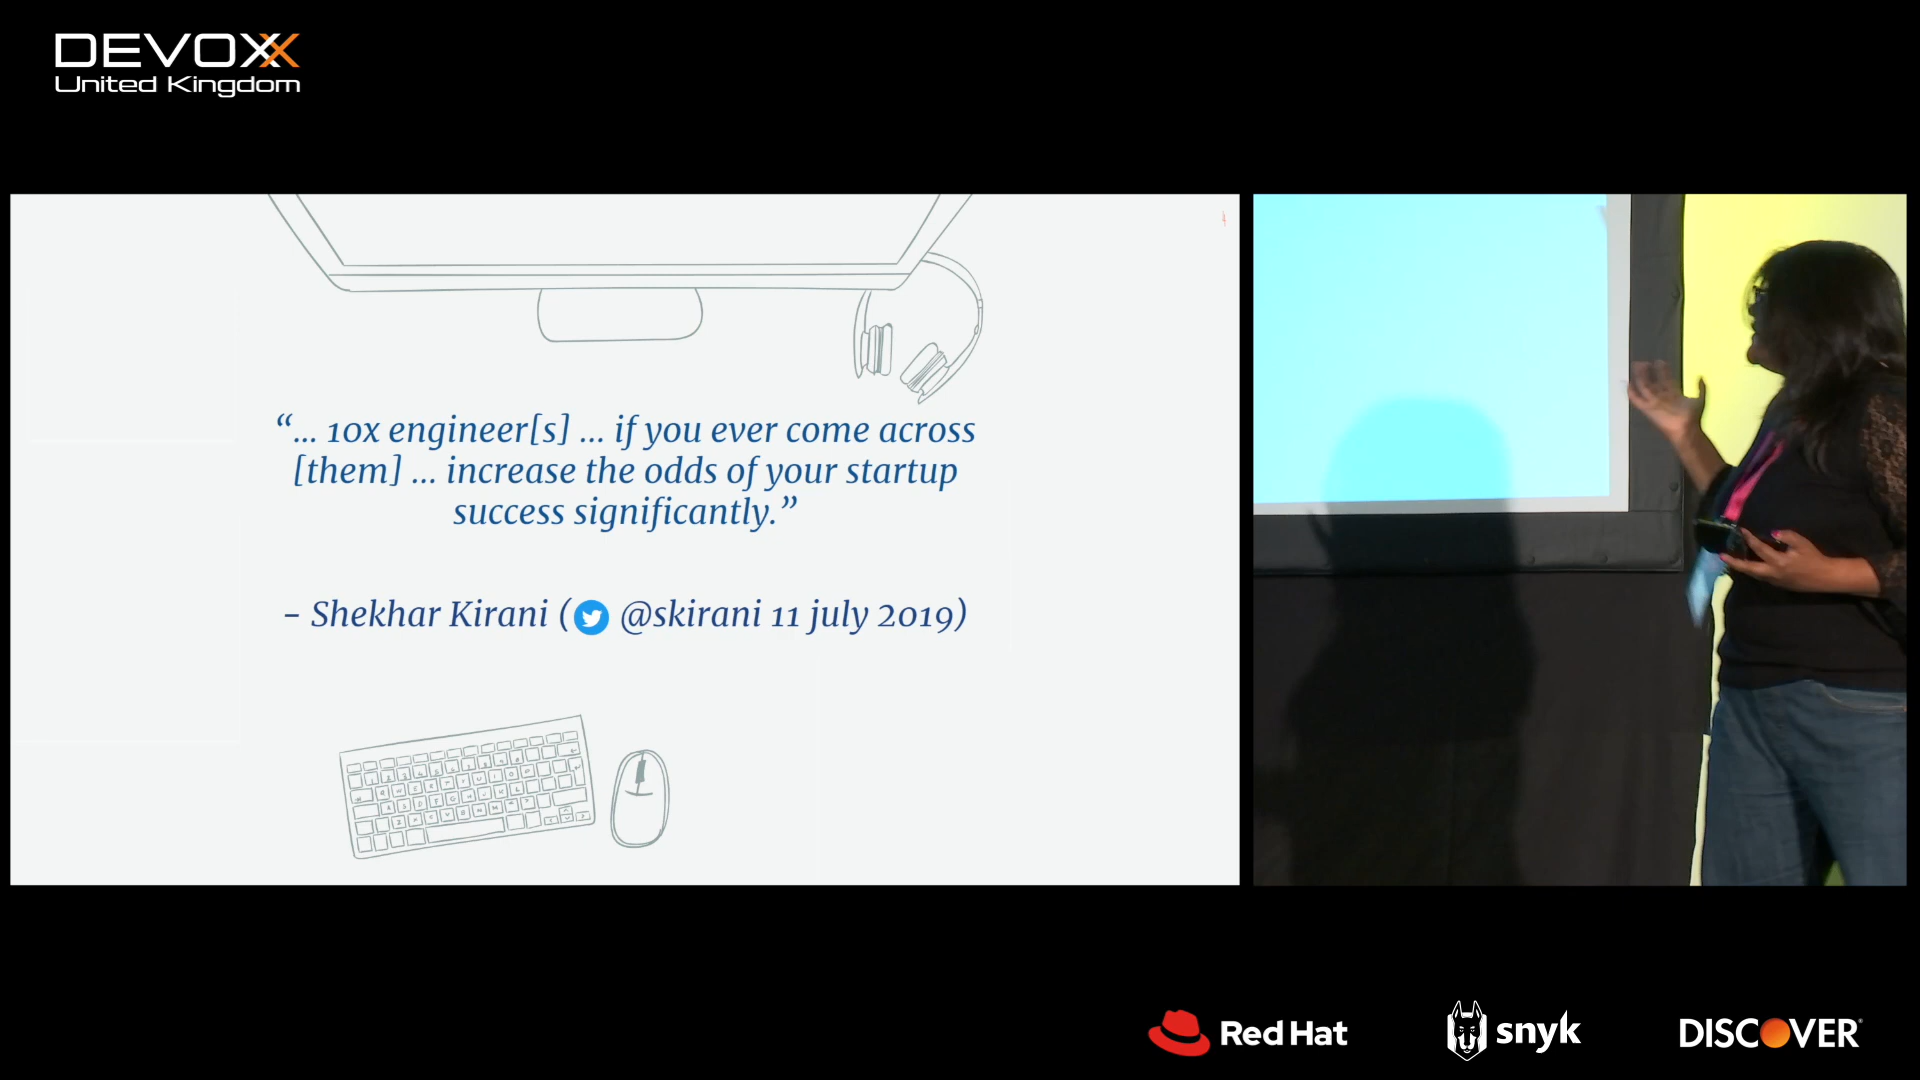 DEVOXX
United Kingdom
4
“... 10x engineer[s] ... if you ever come across
[them] ... increase the odds of your startup
success significantly.”
– Shekhar Kirani ( @skirani 11 july 2019)
Red Hat
snyk
DISCOVER